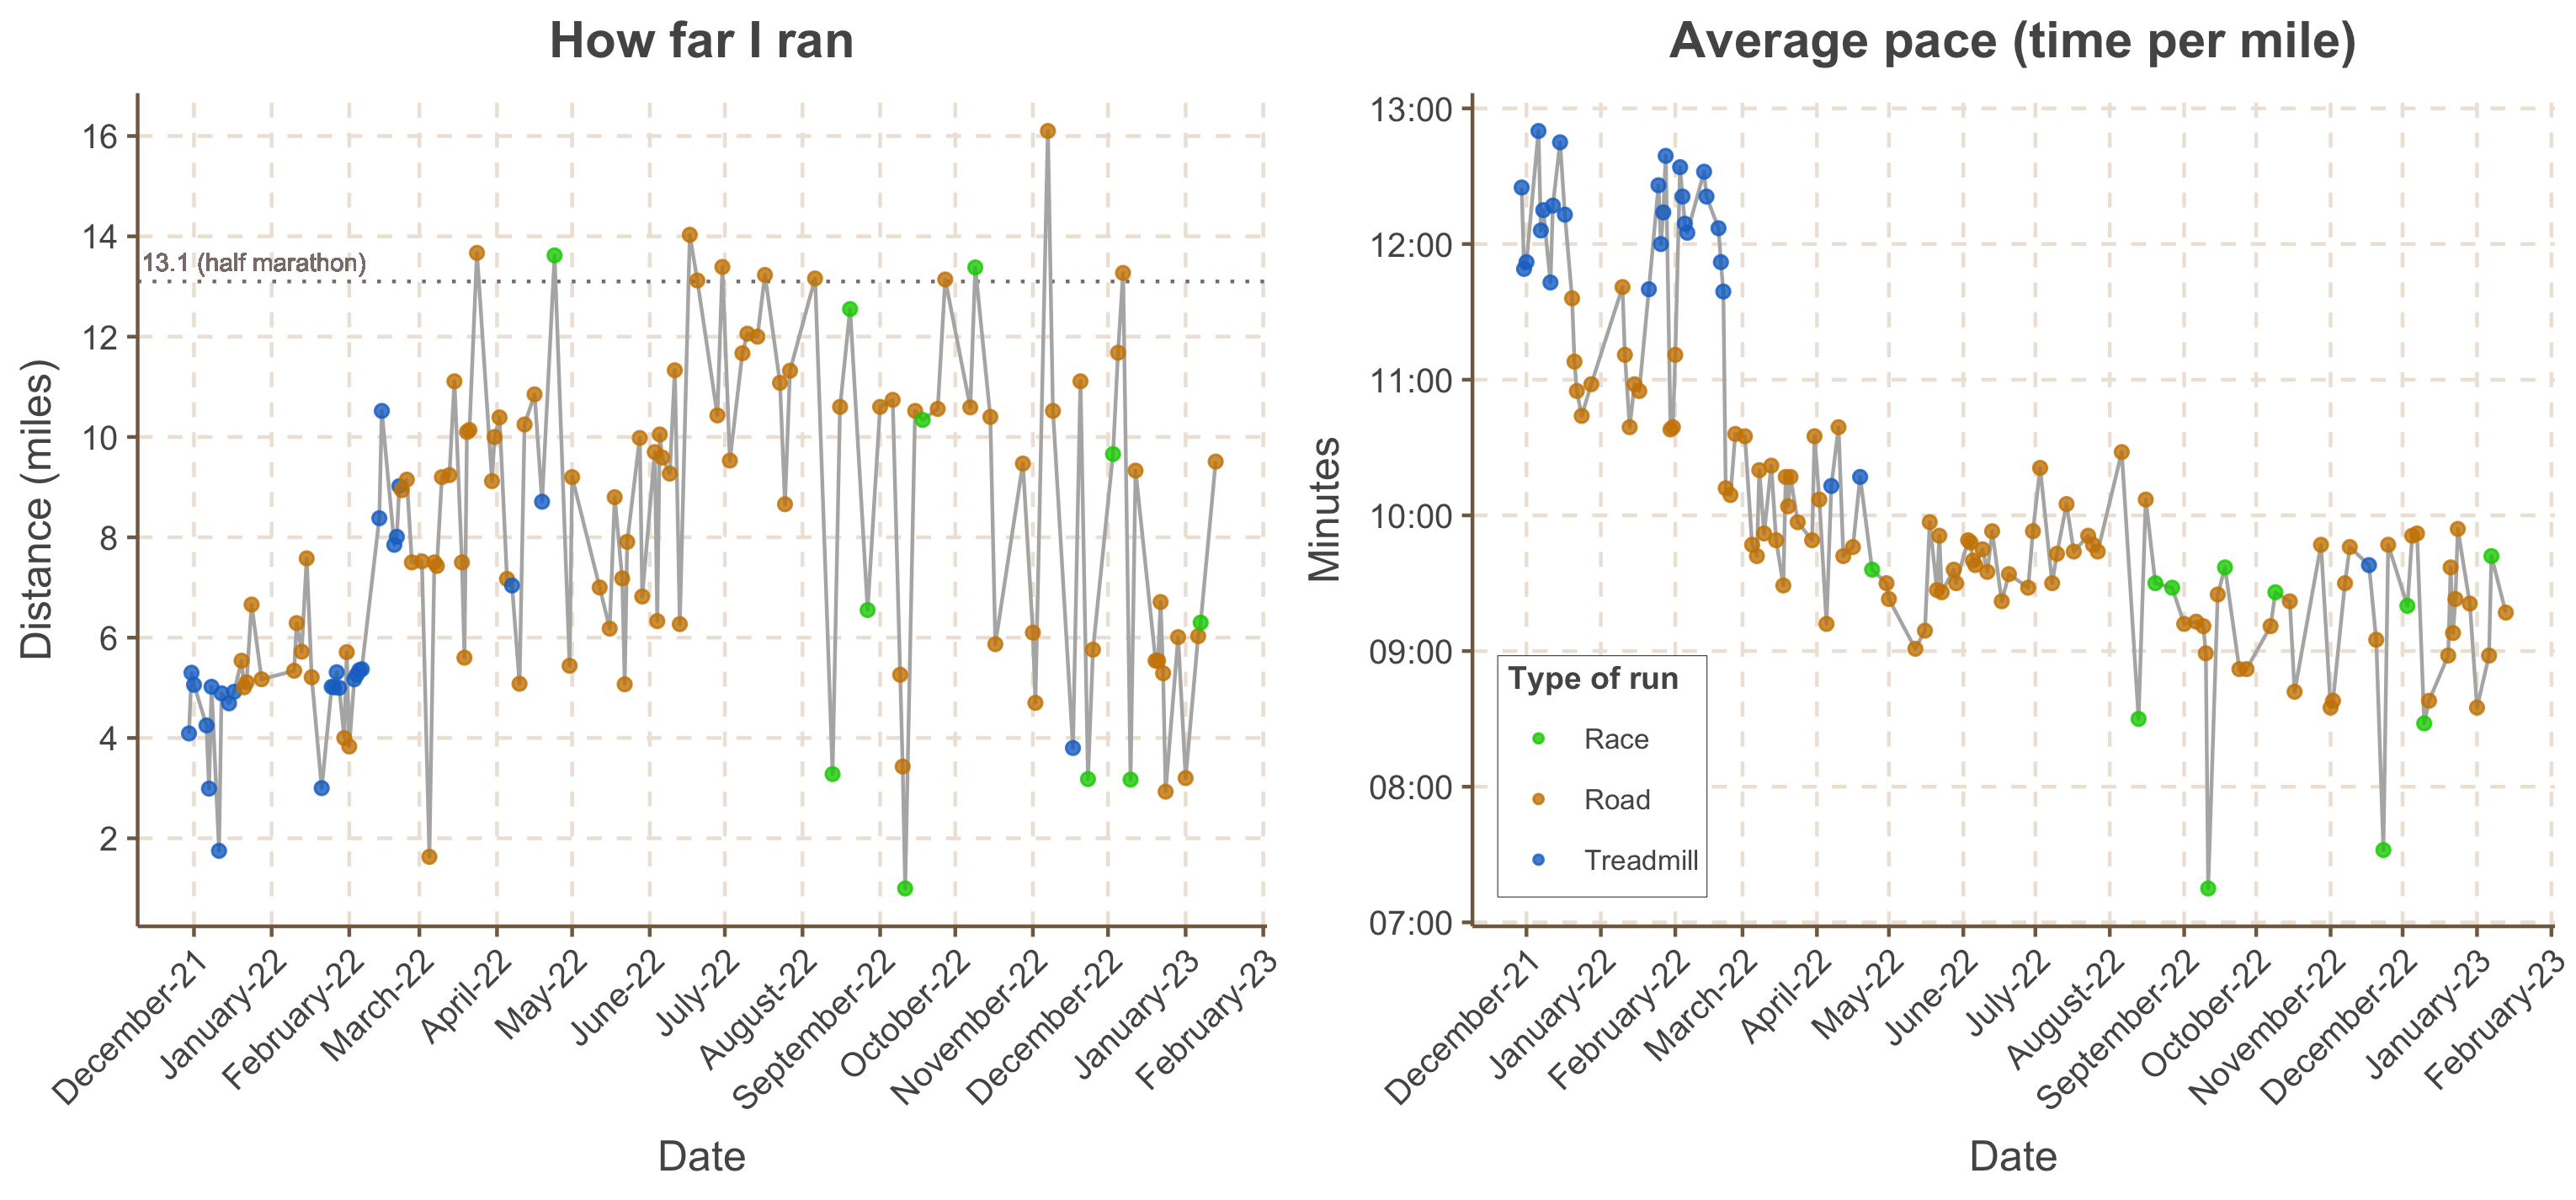 How far I ran
Distance (miles)
16
14
12
10
8
6
4
2
13.1 (half marathon)
December-21
January-22
February-22
March-22
April-22
May-22
June-22
July-22
August-22
September-22
October-22
November-22
December-22
January-23
February-23
Date
Average pace (time per mile)
Minutes
13:00
12:00
11:00
10:00
09:00
08:00
07:00
Type of run
Race
Road
Treadmill
December-21
January-22
February-22
March-22
April-22
May-22
June-22
July-22
August-22
September-22
October-22
November-22
December-22
January-23
February-23
Date